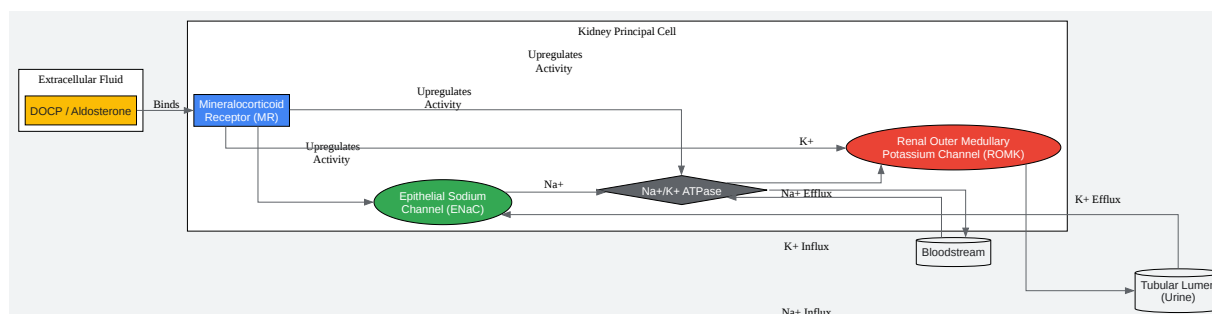 Kidney Principal Cell
Upregulates
Activity
Extracellular Fluid
DOCP / Aldosterone
Binds
Mineralocorticoid
Receptor (MR)
Upregulates
Activity
Upregulates
Activity
K+
Renal Outer Medullary
Potassium Channel (ROMK)
Epithelial Sodium
Channel (ENaC)
Na+
Na+/K+ ATPase
Na+ Efflux
K+ Efflux
K+ Influx
Bloodstream
Tubular Lumen
(Urine)
Na+ Influx